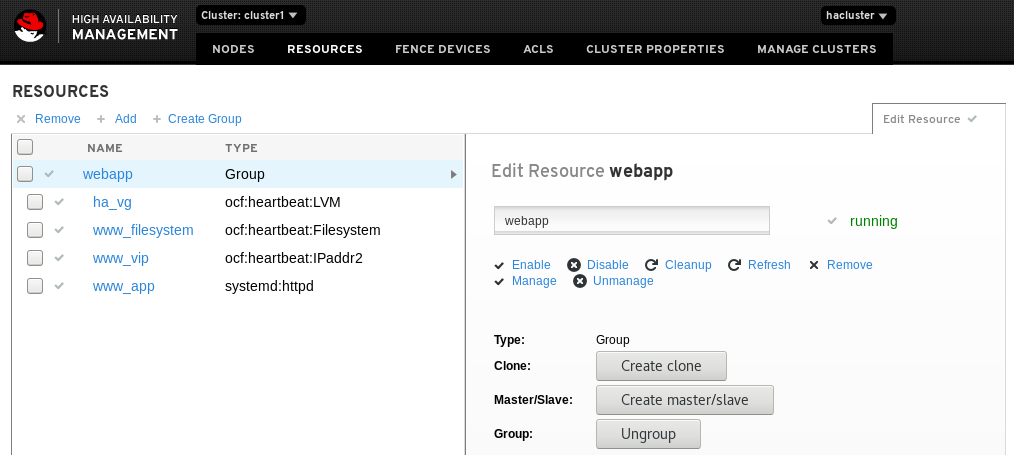 HIGH AVAILABILITY
MANAGEMENT
Cluster: cluster1
hacluster
NODES RESOURCES FENCE DEVICES ACLS CLUSTER PROPERTIES MANAGE CLUSTERS
RESOURCES
Remove Add Create Group
Edit Resource
NAME TYPE
webapp Group
ha_vg ocf:heartbeat:LVM
www_filesystem ocf:heartbeat:Filesystem
www_vip ocf:heartbeat:IPaddr2
www_app systemd:httpd
Edit Resource webapp
webapp running
Enable Disable Cleanup Refresh Remove
Manage Unmanage
Type: Group
Clone: Create clone
Master/Slave: Create master/slave
Group: Ungroup